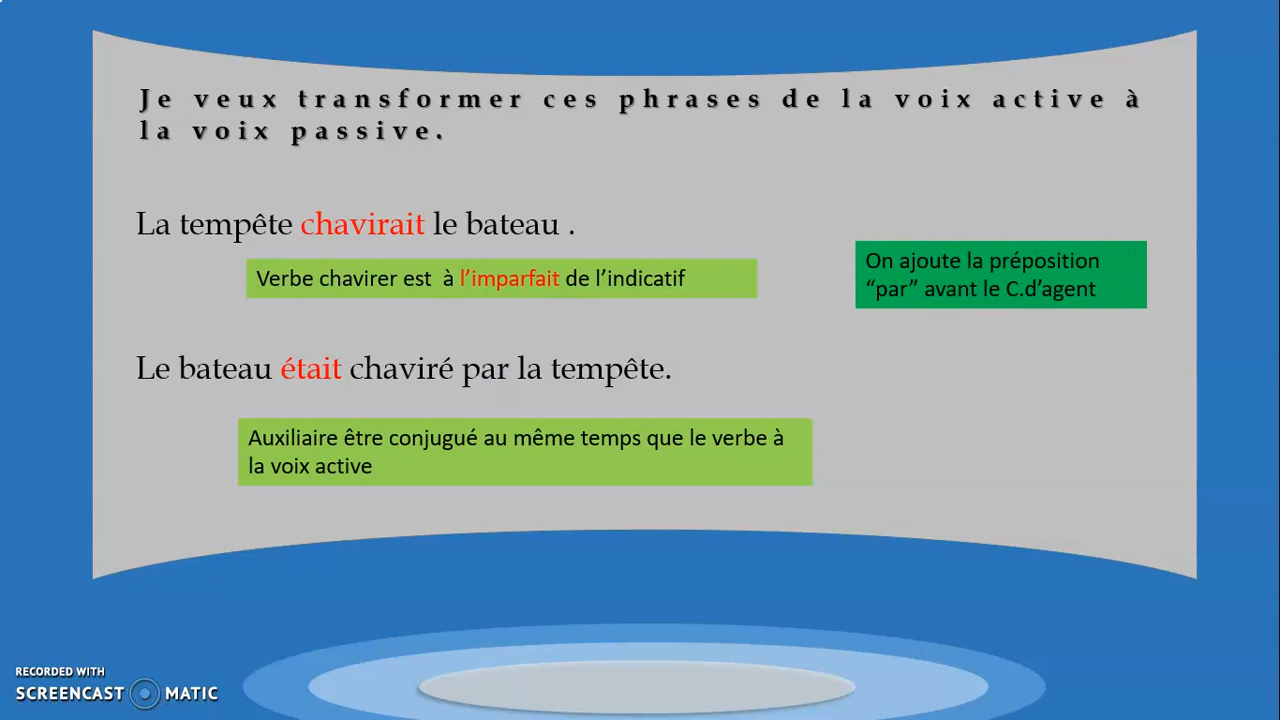 Je veux transformer ces phrases de la voix active à
la voix passive.
La tempête chavirait le bateau .
Verbe chavirer est à l’imparfait de l’indicatif
On ajoute la préposition
“par” avant le C.d’agent
Le bateau était chaviré par la tempête.
Auxiliaire être conjugué au même temps que le verbe à
la voix active
RECORDED WITH
SCREENCAST MATIC